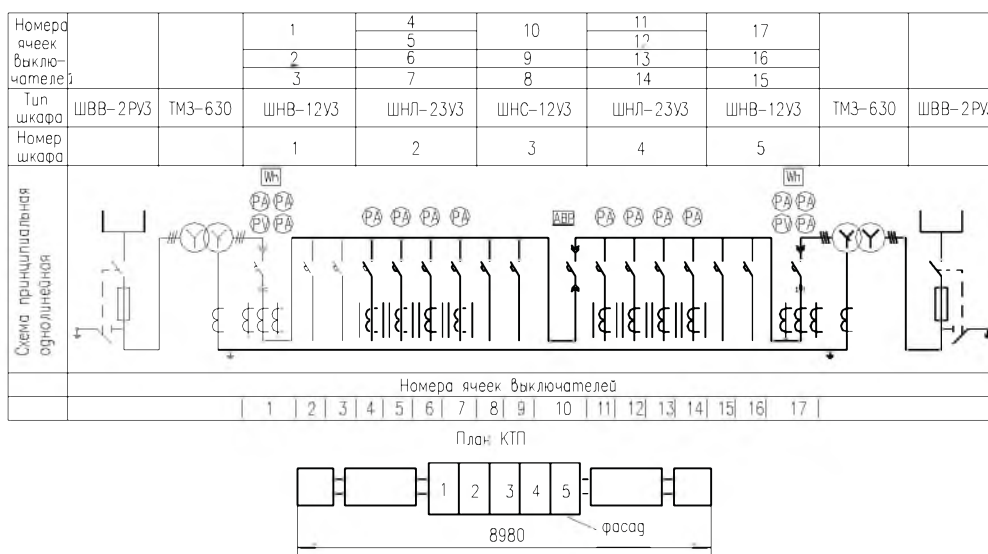 Номера ячеек выключателей
1
4
5
10
11
12
17
2
6
9
13
16
3
7
8
14
15
Тип шкафа
ШВВ-2РУ3
ТМЗ-630
ШНВ-12У3
ШНЛ-23У3
ШНС-12У3
ШНЛ-23У3
ШНВ-12У3
ТМЗ-630
ШВВ-2РУ3
Номер шкафа
1
2
3
4
5
Схема принципиальная однолинейная
Wh
Wh
PA PA
PA PA
PV PA
PA PA PA PA
АВР
PA PA PA PA
PV PA
Номера ячеек выключателей
1 2 3 4 5 6 7 8 9 10 11 12 13 14 15 16 17
План КТП
1 2 3 4 5
фасад
8980